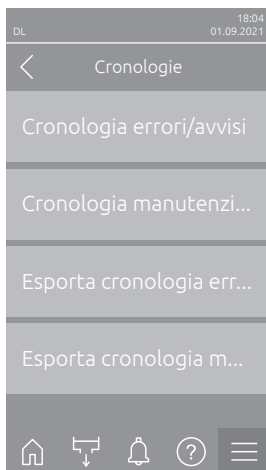 18:04
DL 01.09.2021
Cronologie
Cronologia errori/avvisi
Cronologia manutenzi...
Esporta cronologia err...
Esporta cronologia m...
?